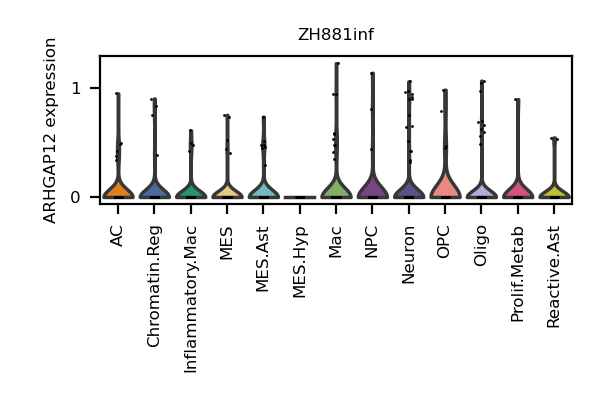 ZH881inf
ARHGAP12 expression
1
0
AC
Chromatin.Reg
Inflammatory.Mac
MES
MES.Ast
MES.Hyp
Mac
NPC
Neuron
OPC
Oligo
Prolif.Metab
Reactive.Ast